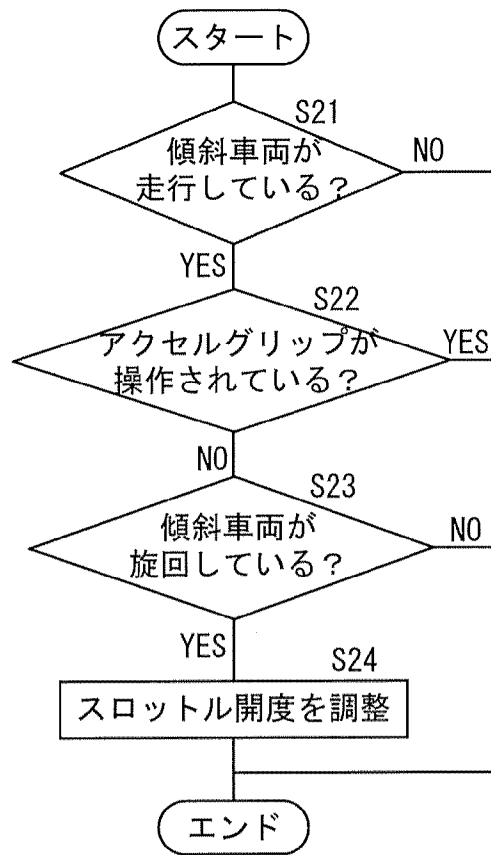 スタート
S21
傾斜車両が
走行している？
NO
YES
S22
アクセルグリップが
操作されている？
YES
NO
S23
傾斜車両が
旋回している？
NO
YES
S24
スロットル開度を調整
エンド